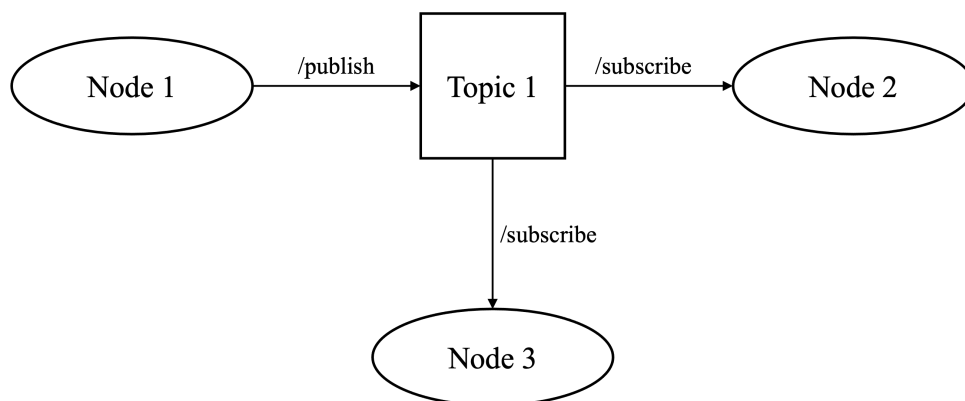 /publish
/subscribe
Node 1
Topic 1
Node 2
/subscribe
Node 3